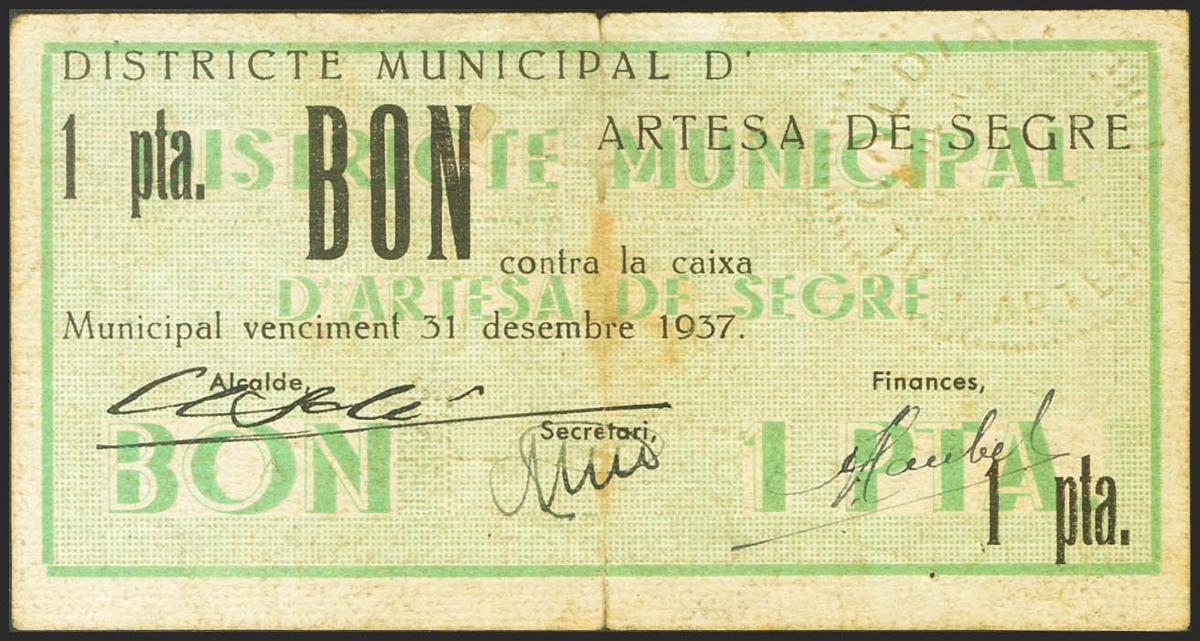 DISTRICTE MUNICIPAL D'
ARTESA DE SEGRE
1 pta.
BON
DISTRICTE MUNICIPAL
contra la caixa
D'ARTESA DE SEGRE
Municipal venciment 31 desembre 1937.
Alcalde,
Finances,
Secretari,
BON
1 PTA
1 pta.